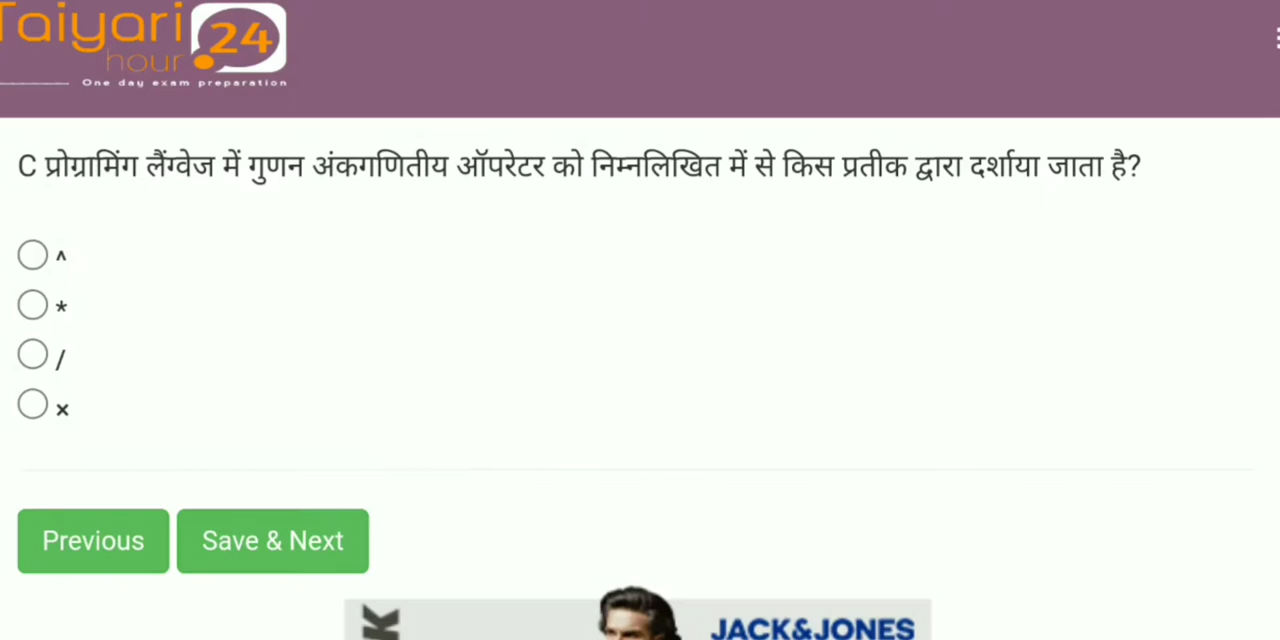 Taiyari 24
hour
One day exam preparation
C प्रोग्रामिंग लैंग्वेज में गुणन अंकगणितीय ऑपरेटर को निम्नलिखित में से किस प्रतीक द्वारा दर्शाया जाता है?
^
*
/
×
Previous Save & Next
K JACK&JONES